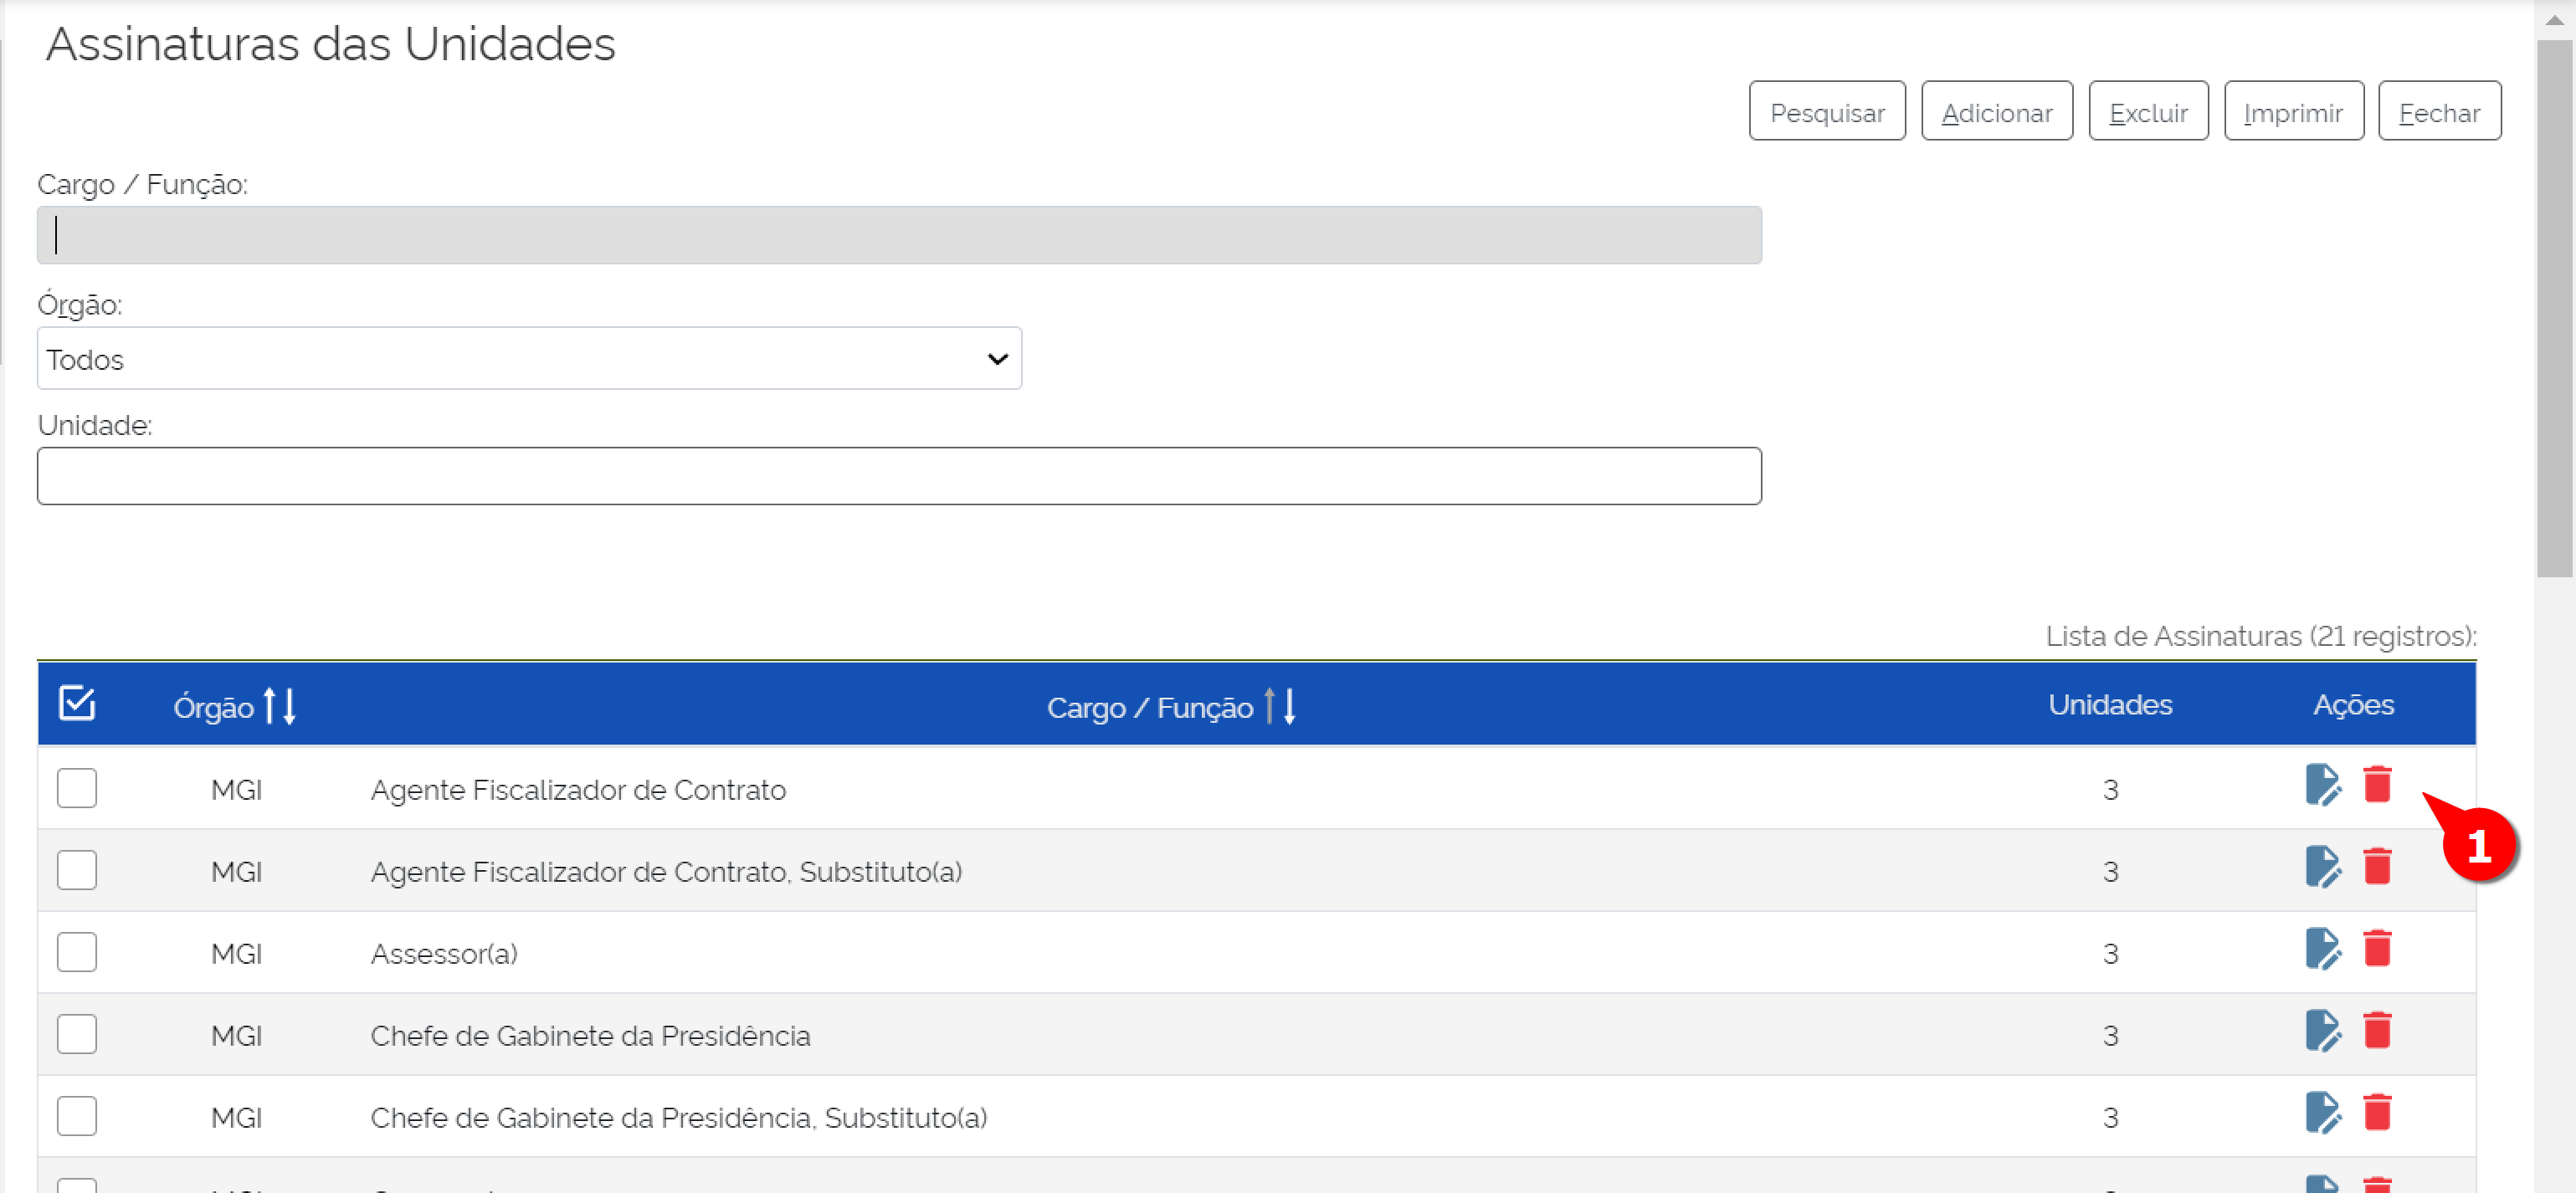 Assinaturas das Unidades
Pesquisar Adicionar Excluir Imprimir Fechar
Cargo / Função:
Órgão:
Todos
Unidade:
Lista de Assinaturas (21 registros):
Órgão Cargo / Função Unidades Ações
MGI Agente Fiscalizador de Contrato 3
1
MGI Agente Fiscalizador de Contrato, Substituto(a) 3
MGI Assessor(a) 3
MGI Chefe de Gabinete da Presidência 3
MGI Chefe de Gabinete da Presidência, Substituto(a) 3